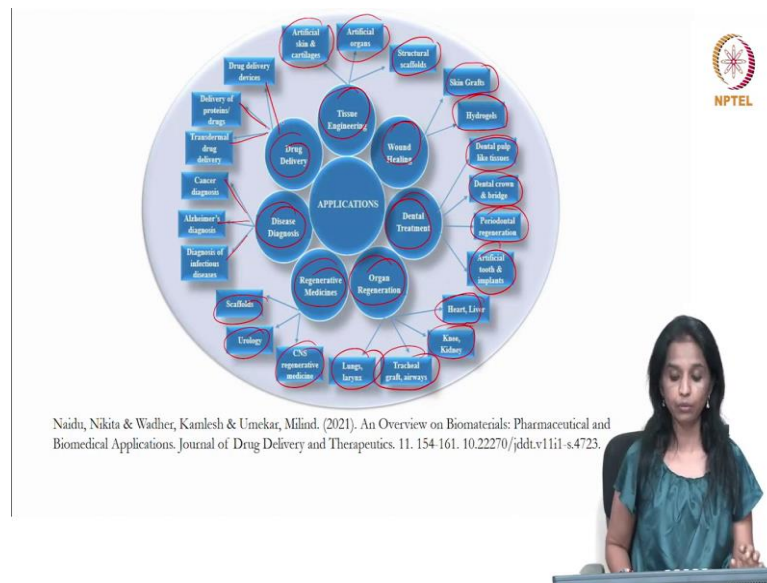 Artificial
skin &
cartilages
Artificial
organs
Structural
scaffolds
Drug delivery
devices
Delivery of
proteins/
drugs
Transdermal
drug
delivery
Cancer
diagnosis
Alzheimer's
diagnosis
Diagnosis of
infectious
diseases
Skin Grafts
Hydrogels
Dental pulp
like tissues
Dental crown
& bridge
Periodontal
regeneration
Artificial
tooth &
implants
Tissue
Engineering
Drug
Delivery
Wound
Healing
APPLICATIONS
Disease
Diagnosis
Dental
Treatment
Regenerative
Medicines
Organ
Regeneration
Scaffolds
Urology
CNS
regenerative
medicine
Lungs,
larynx
Tracheal
graft, airways
Knee,
Kidney
Heart, Liver
NPTEL
Naidu, Nikita & Wadher, Kamlesh & Umekar, Milind. (2021). An Overview on Biomaterials: Pharmaceutical and
Biomedical Applications. Journal of Drug Delivery and Therapeutics. 11. 154-161. 10.22270/jddt.v11i1-s.4723.